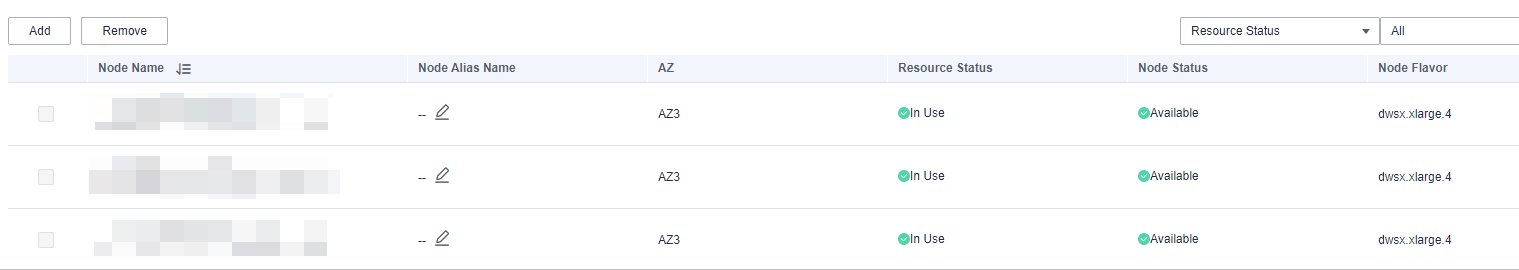 Add Remove Resource Status All
Node Name Node Alias Name AZ Resource Status Node Status Node Flavor
-- AZ3 In Use Available dwsx.xlarge.4
-- AZ3 In Use Available dwsx.xlarge.4
-- AZ3 In Use Available dwsx.xlarge.4